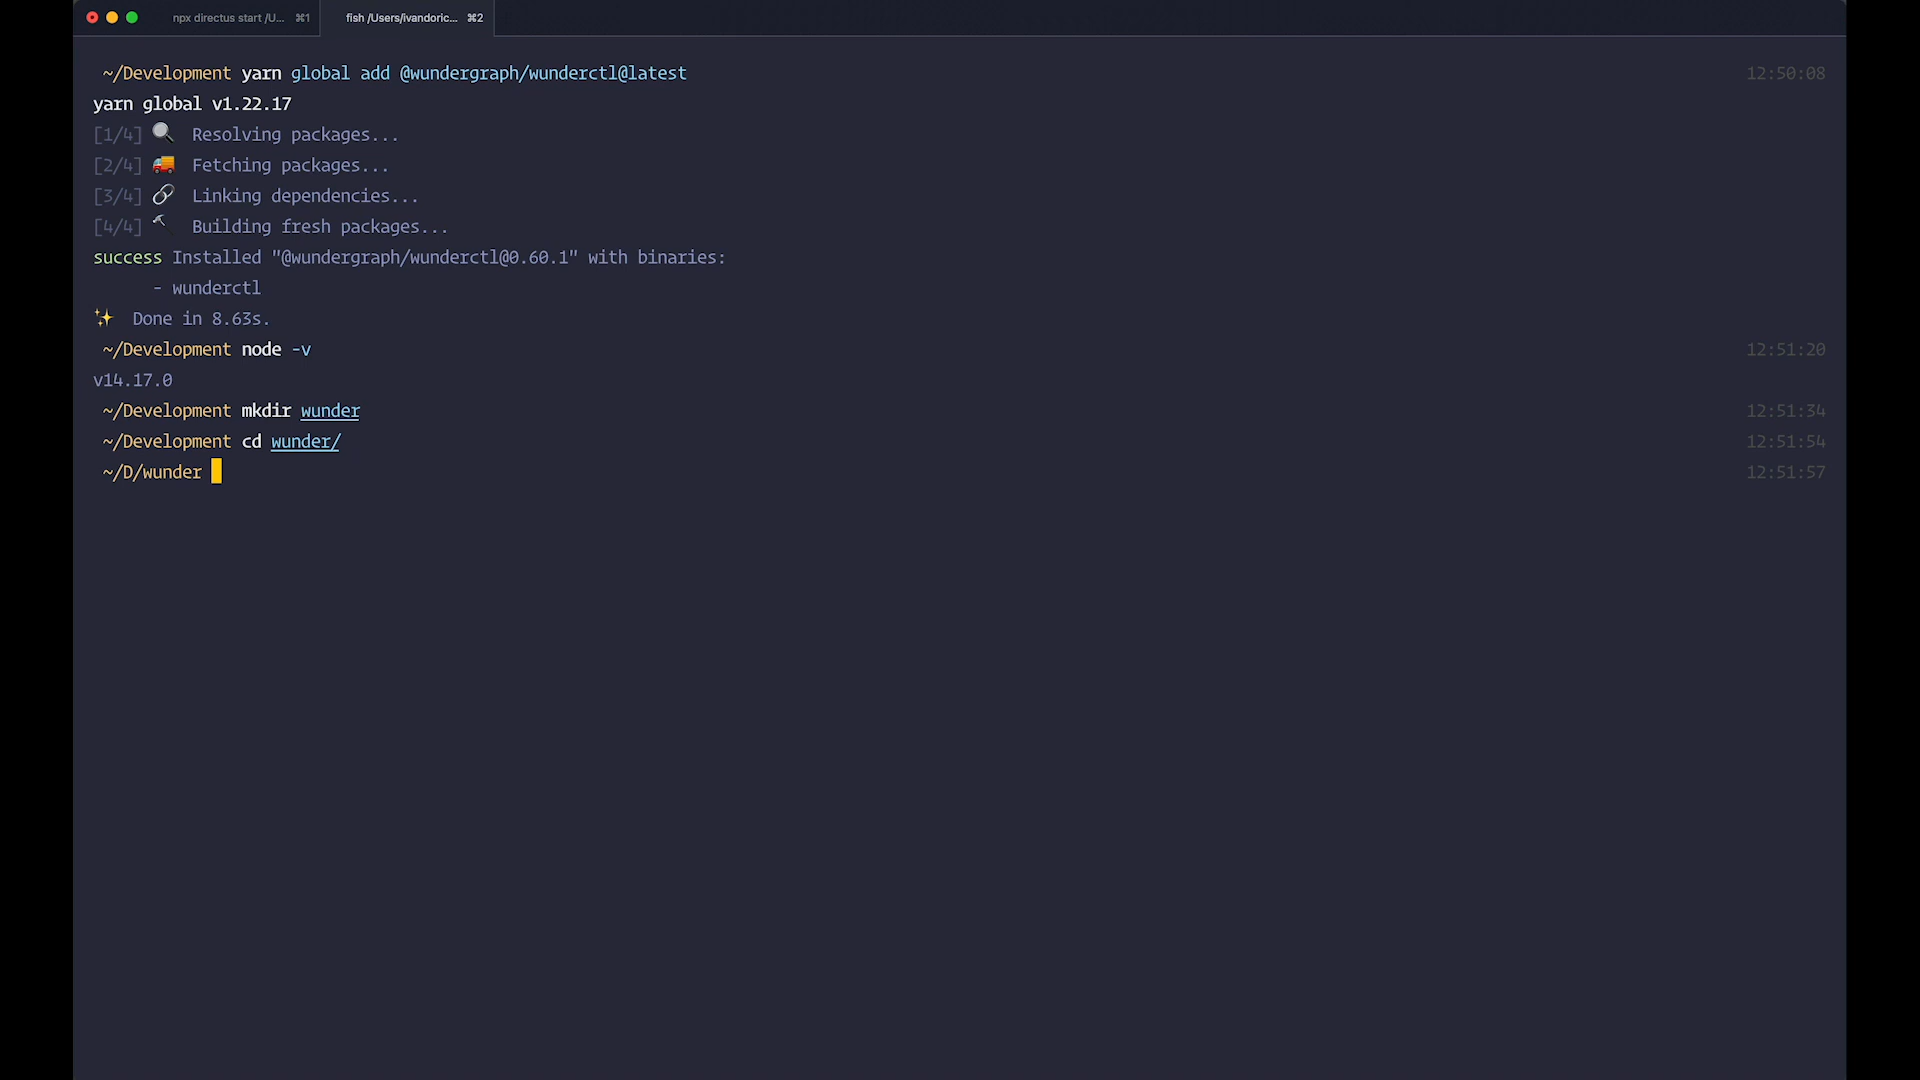 npx directus start /U... ⌘1 fish /Users/ivandoric... ⌘2
~/Development yarn global add @wundergraph/wunderctl@latest 12:50:08
yarn global v1.22.17
[1/4] 🔍 Resolving packages...
[2/4] 🚚 Fetching packages...
[3/4] 🔗 Linking dependencies...
[4/4] 🔨 Building fresh packages...
success Installed "@wundergraph/wunderctl@0.60.1" with binaries:
- wunderctl
✨ Done in 8.63s.
~/Development node -v 12:51:20
v14.17.0
~/Development mkdir wunder 12:51:34
~/Development cd wunder/ 12:51:54
~/D/wunder 12:51:57